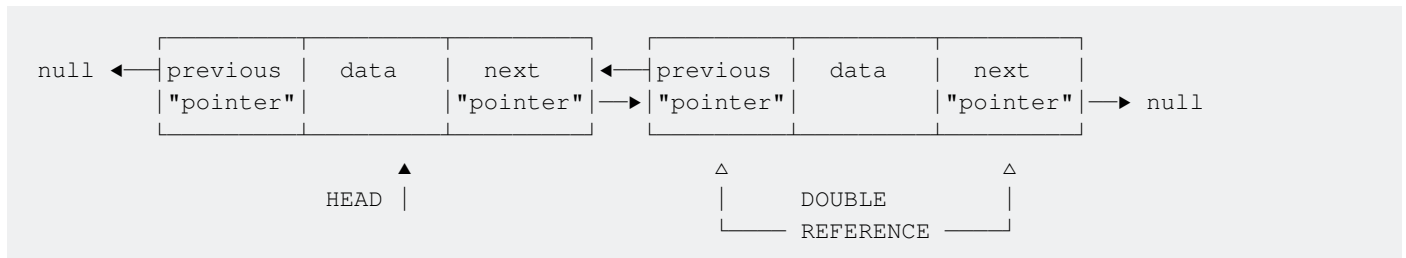 null previous data next previous data next
"pointer" "pointer" "pointer" "pointer" null
HEAD DOUBLE
REFERENCE